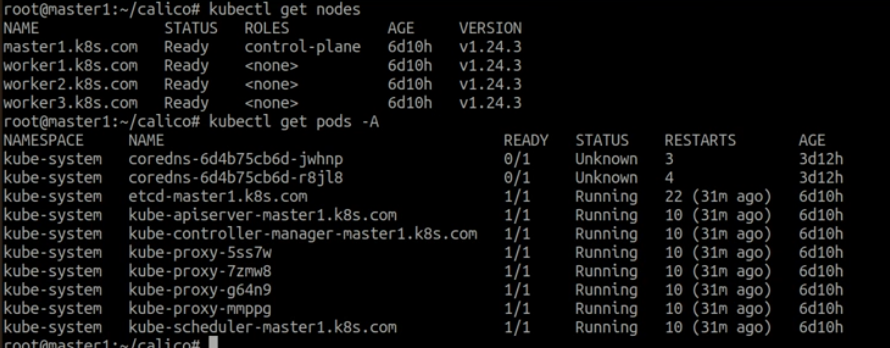 root@master1:~/calico# kubectl get nodes
NAME STATUS ROLES AGE VERSION
master1.k8s.com Ready control-plane 6d10h v1.24.3
worker1.k8s.com Ready <none> 6d10h v1.24.3
worker2.k8s.com Ready <none> 6d10h v1.24.3
worker3.k8s.com Ready <none> 6d10h v1.24.3
root@master1:~/calico# kubectl get pods -A
NAMESPACE NAME READY STATUS RESTARTS AGE
kube-system coredns-6d4b75cb6d-jwhnp 0/1 Unknown 3 3d12h
kube-system coredns-6d4b75cb6d-r8jl8 0/1 Unknown 4 3d12h
kube-system etcd-master1.k8s.com 1/1 Running 22 (31m ago) 6d10h
kube-system kube-apiserver-master1.k8s.com 1/1 Running 10 (31m ago) 6d10h
kube-system kube-controller-manager-master1.k8s.com 1/1 Running 10 (31m ago) 6d10h
kube-system kube-proxy-5ss7w 1/1 Running 10 (31m ago) 6d10h
kube-system kube-proxy-7zmw8 1/1 Running 10 (31m ago) 6d10h
kube-system kube-proxy-g64n9 1/1 Running 10 (31m ago) 6d10h
kube-system kube-proxy-mmppg 1/1 Running 10 (31m ago) 6d10h
kube-system kube-scheduler-master1.k8s.com 1/1 Running 10 (31m ago) 6d10h
root@master1:~/calico#